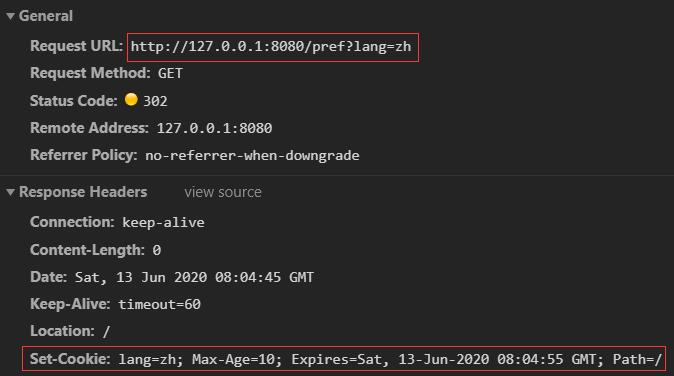 General
Request URL: http://127.0.0.1:8080/pref?lang=zh
Request Method: GET
Status Code: 302
Remote Address: 127.0.0.1:8080
Referrer Policy: no-referrer-when-downgrade
Response Headers view source
Connection: keep-alive
Content-Length: 0
Date: Sat, 13 Jun 2020 08:04:45 GMT
Keep-Alive: timeout=60
Location: /
Set-Cookie: lang=zh; Max-Age=10; Expires=Sat, 13-Jun-2020 08:04:55 GMT; Path=/